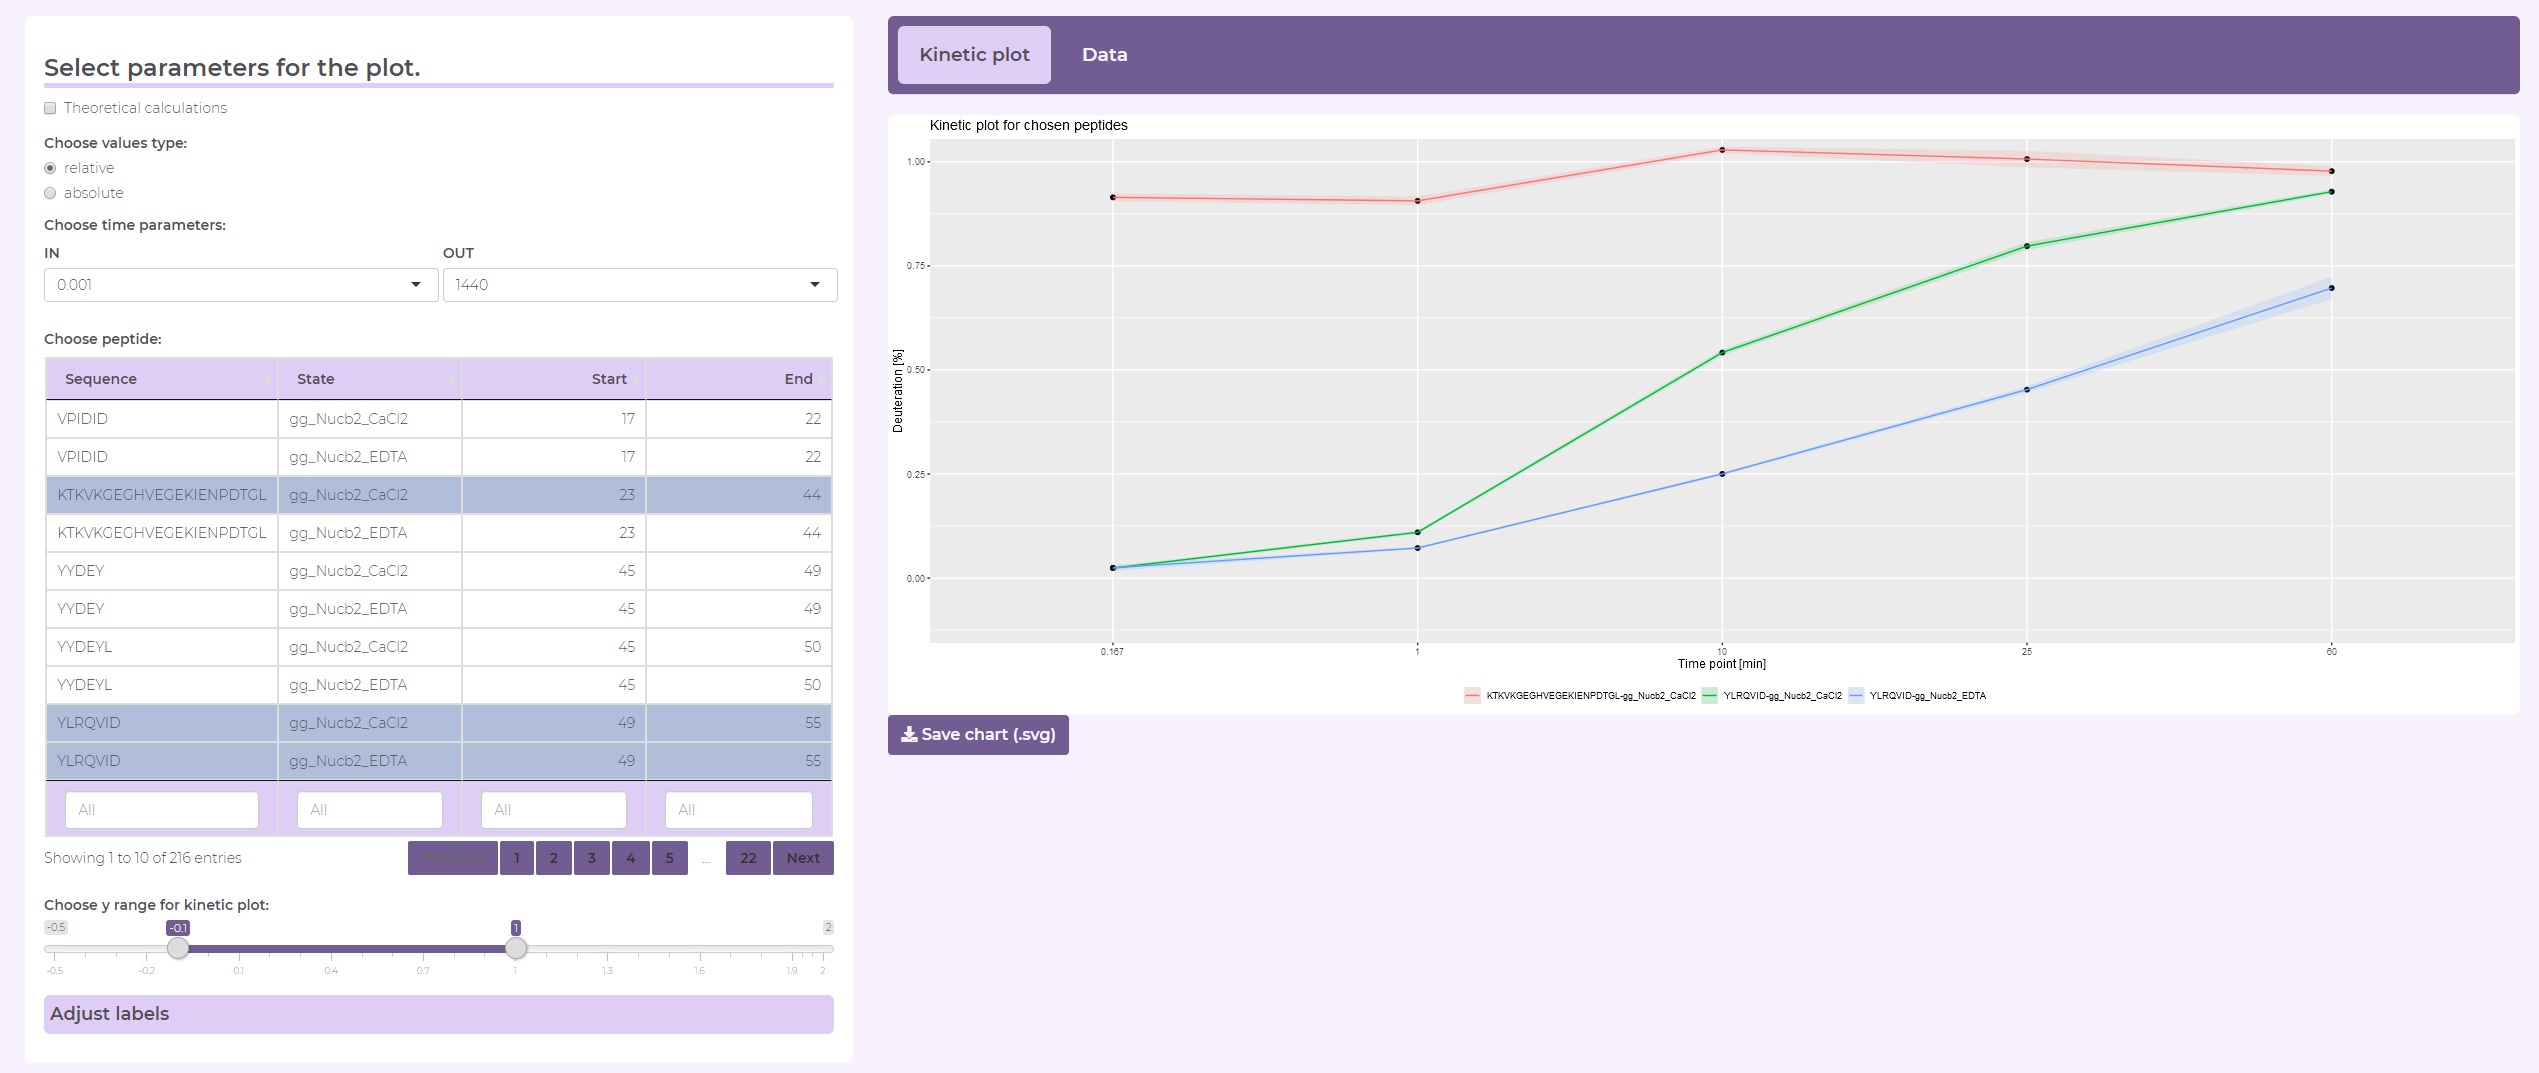 Select parameters for the plot.
Theoretical calculations
Choose values type:
relative
absolute
Choose time parameters:
IN OUT
0.001 1440
Choose peptide:
Sequence State Start End
VPIDID gg_Nucb2_CaCl2 17 22
VPIDID gg_Nucb2_EDTA 17 22
KTKVKGEGHVEGEKIENPDTGL gg_Nucb2_CaCl2 23 44
KTKVKGEGHVEGEKIENPDTGL gg_Nucb2_EDTA 23 44
YYDEY gg_Nucb2_CaCl2 45 49
YYDEY gg_Nucb2_EDTA 45 49
YYDEYL gg_Nucb2_CaCl2 45 50
YYDEYL gg_Nucb2_EDTA 45 50
YLRQVID gg_Nucb2_CaCl2 49 55
YLRQVID gg_Nucb2_EDTA 49 55
All All All All
Showing 1 to 10 of 216 entries Previous 1 2 3 4 5 ... 22 Next
Choose y range for kinetic plot:
-0.5 -0.1 1 2
-0.5 -0.2 0.1 0.4 0.7 1 1.3 1.6 1.9 2
Adjust labels
Kinetic plot Data
Kinetic plot for chosen peptides
1.00
0.75
0.50
0.25
0.00
Deuteration [%]
0.167 1 10 25 60
Time point [min]
KTKVKGEGHVEGEKIENPDTGL-gg_Nucb2_CaCl2 YLRQVID-gg_Nucb2_CaCl2 YLRQVID-gg_Nucb2_EDTA
Save chart (.svg)